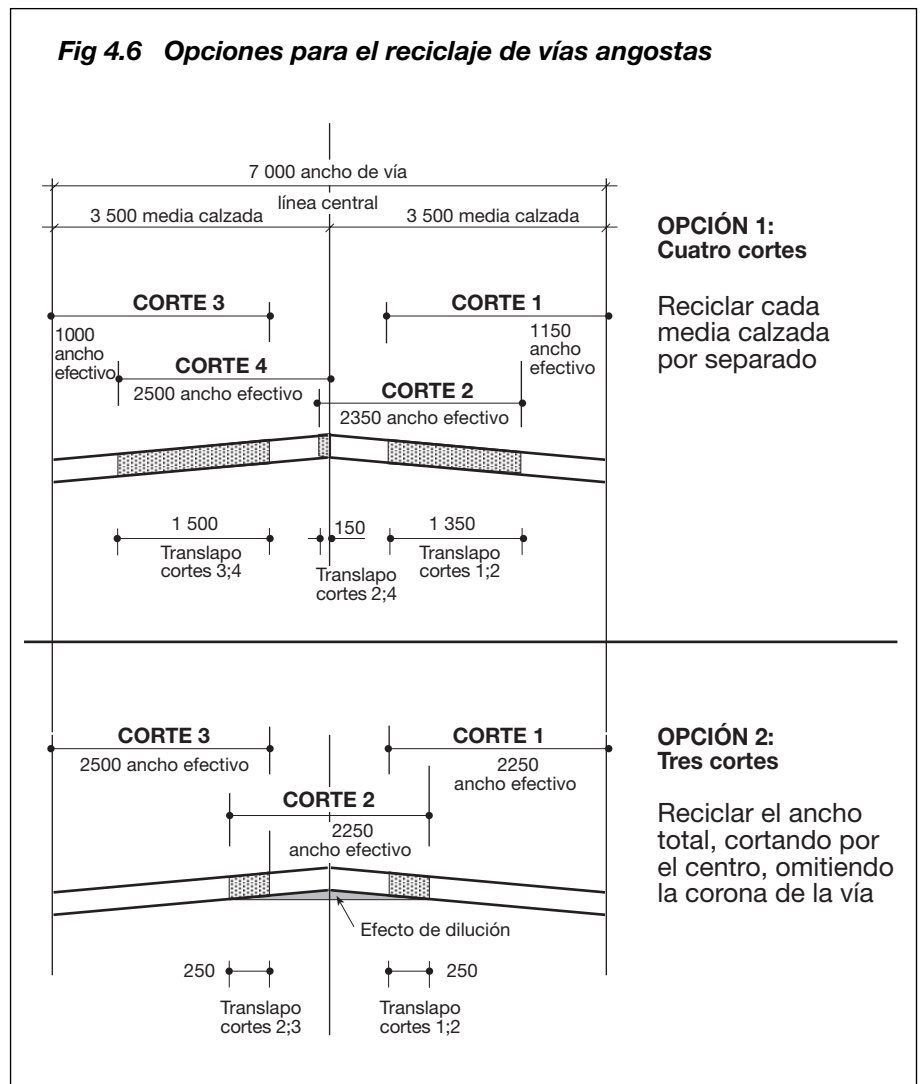 Fig 4.6 Opciones para el reciclaje de vías angostas
7 000 ancho de vía
línea central
3 500 media calzada
3 500 media calzada
OPCIÓN 1:
Cuatro cortes
Reciclar cada
media calzada
por separado
CORTE 3
CORTE 1
1000
ancho
efectivo
1150
ancho
efectivo
CORTE 4
2500 ancho efectivo
CORTE 2
2350 ancho efectivo
1 500
Translapo
cortes 3;4
150
Translapo
cortes 2;4
1 350
Translapo
cortes 1;2
CORTE 3
2500 ancho efectivo
CORTE 1
2250
ancho efectivo
OPCIÓN 2:
Tres cortes
Reciclar el ancho
total, cortando por
el centro, omitiendo
la corona de la vía
CORTE 2
2250
ancho efectivo
Efecto de dilución
250
Translapo
cortes 2;3
250
Translapo
cortes 1;2